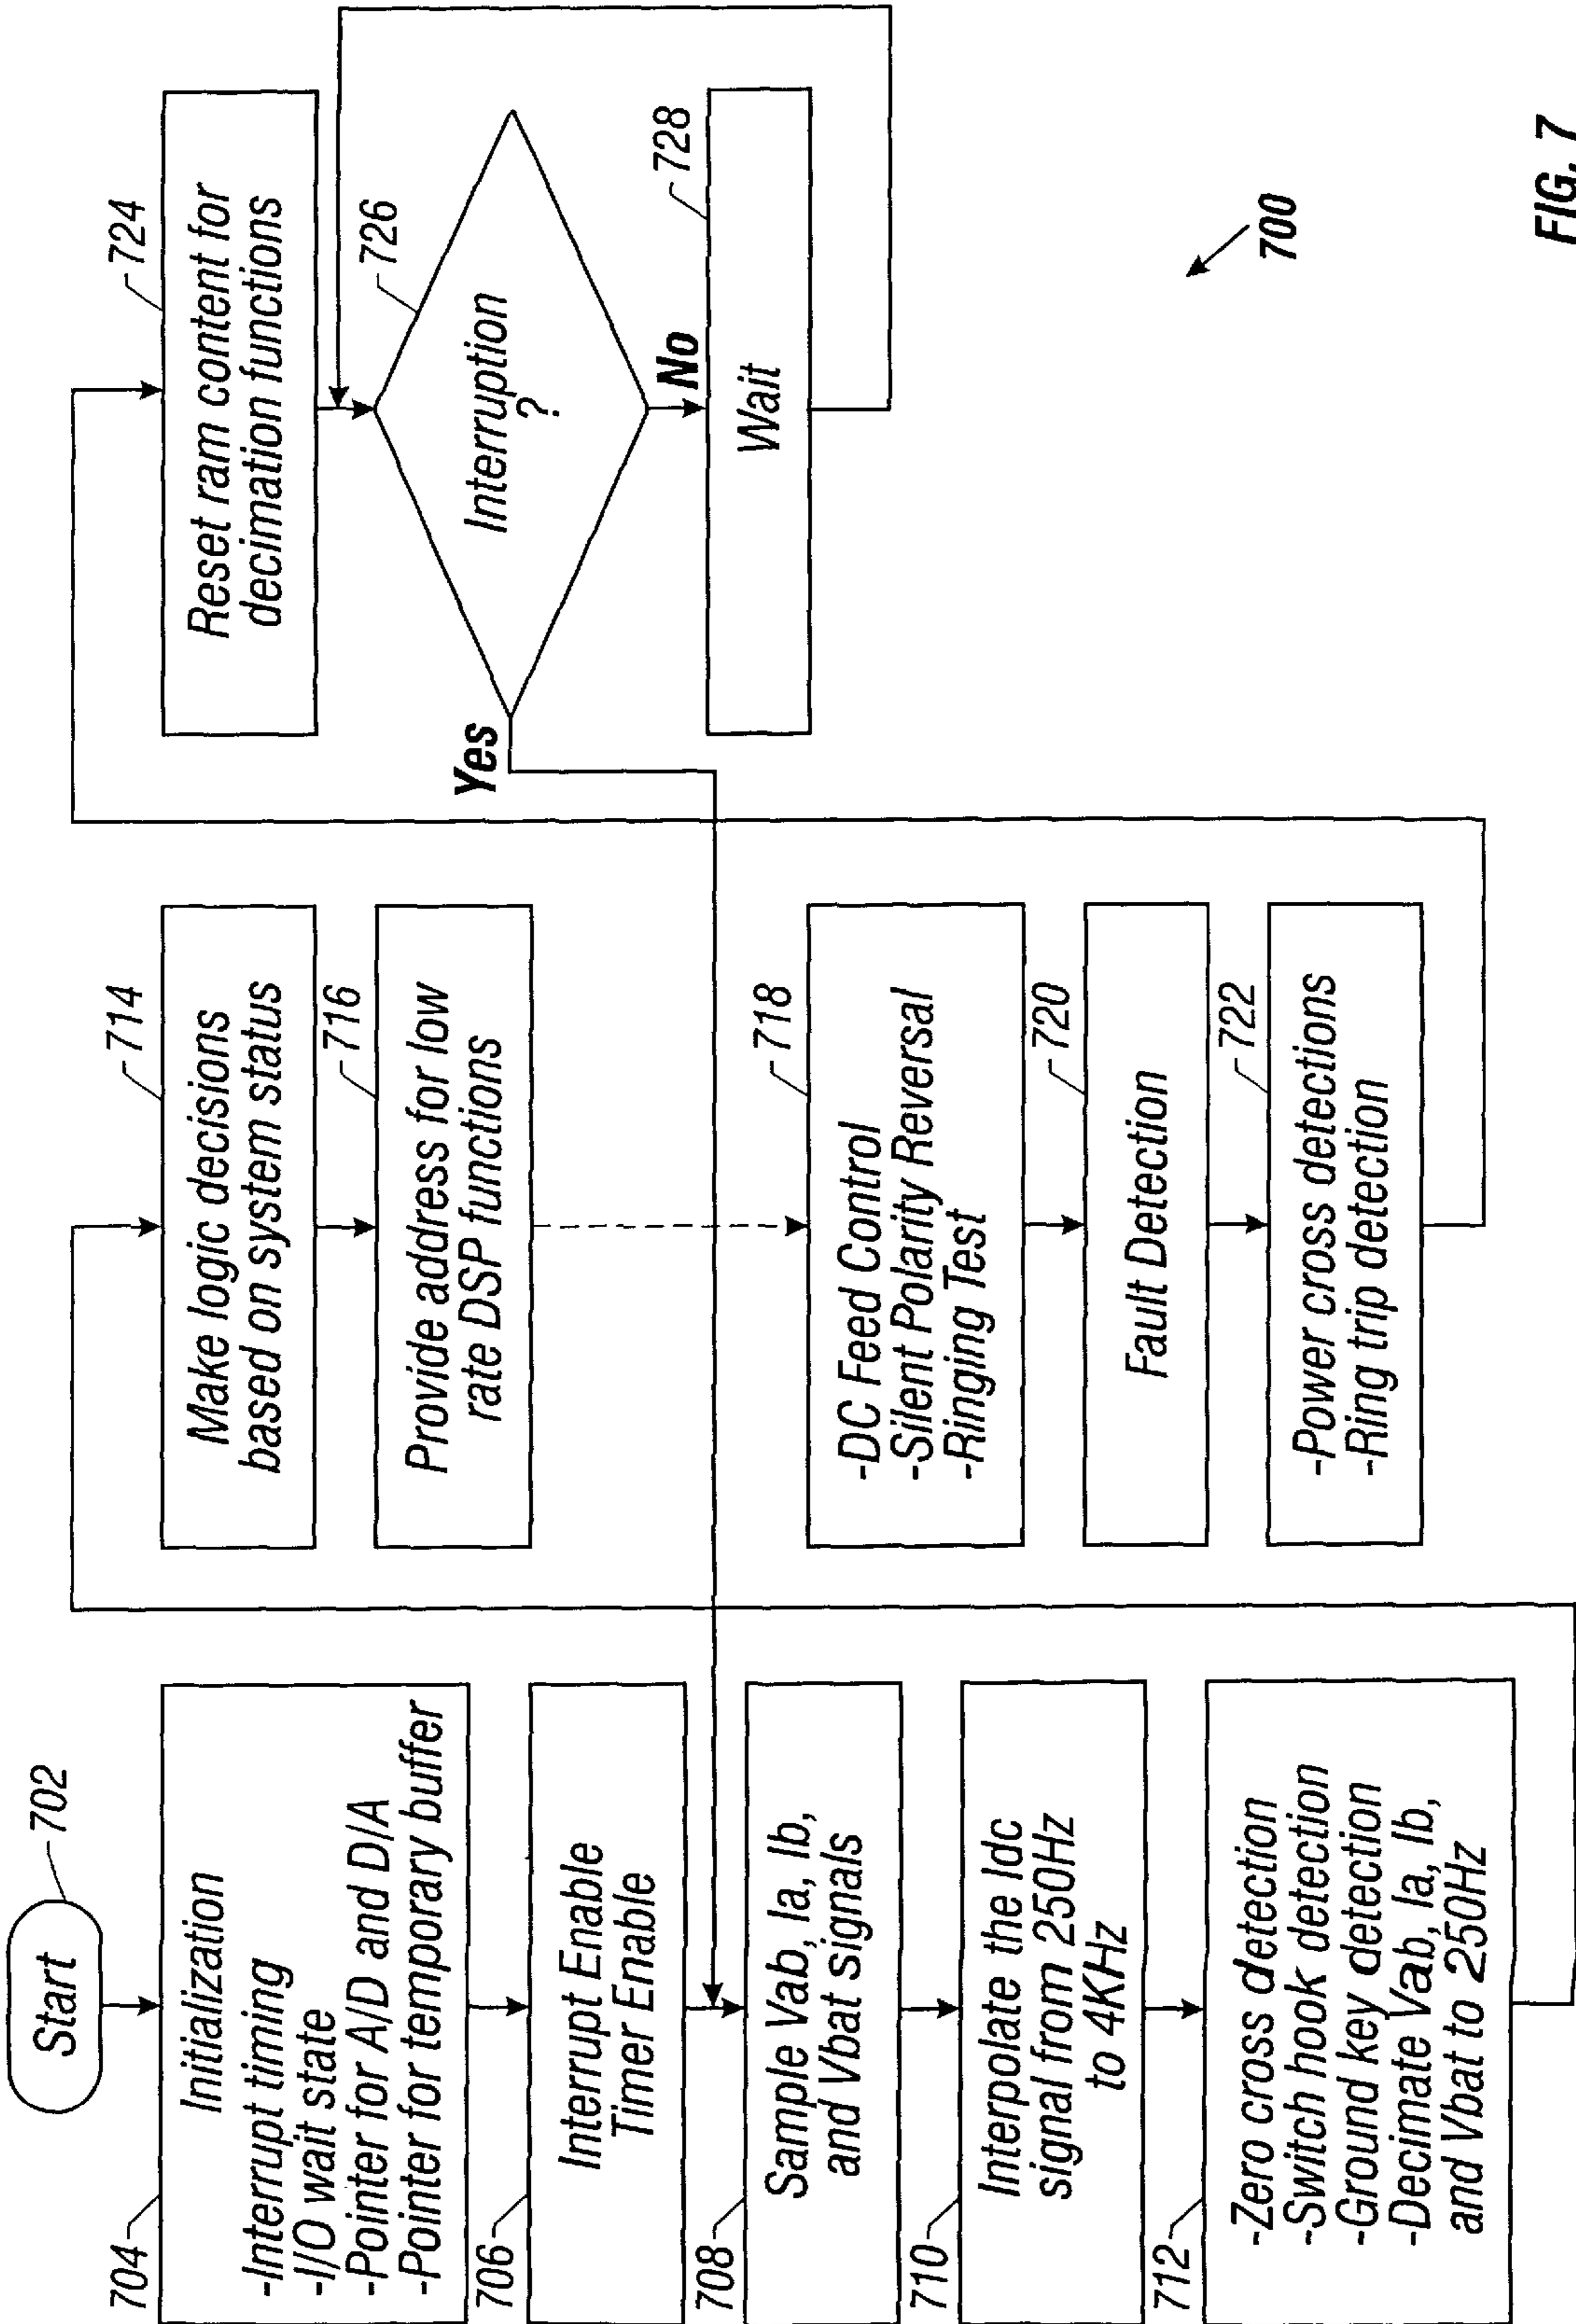 Start
702
704
Initialization
-Interrupt timing
-I/O wait state
-Pointer for A/D and D/A
-Pointer for temporary buffer
706
Interrupt Enable
Timer Enable
708
Sample Vab, Ia, Ib,
and Vbat signals
710
Interpolate the Idc
signal from 250Hz
to 4KHz
712
-Zero cross detection
-Switch hook detection
-Ground key detection
-Decimate Vab, Ia, Ib,
and Vbat to 250Hz
714
Make logic decisions
based on system status
716
Provide address for low
rate DSP functions
718
-DC Feed Control
-Silent Polarity Reversal
-Ringing Test
720
Fault Detection
722
-Power cross detections
-Ring trip detection
724
Reset ram content for
decimation functions
726
Interruption
?
Yes
No
728
Wait
700
FIG. 7